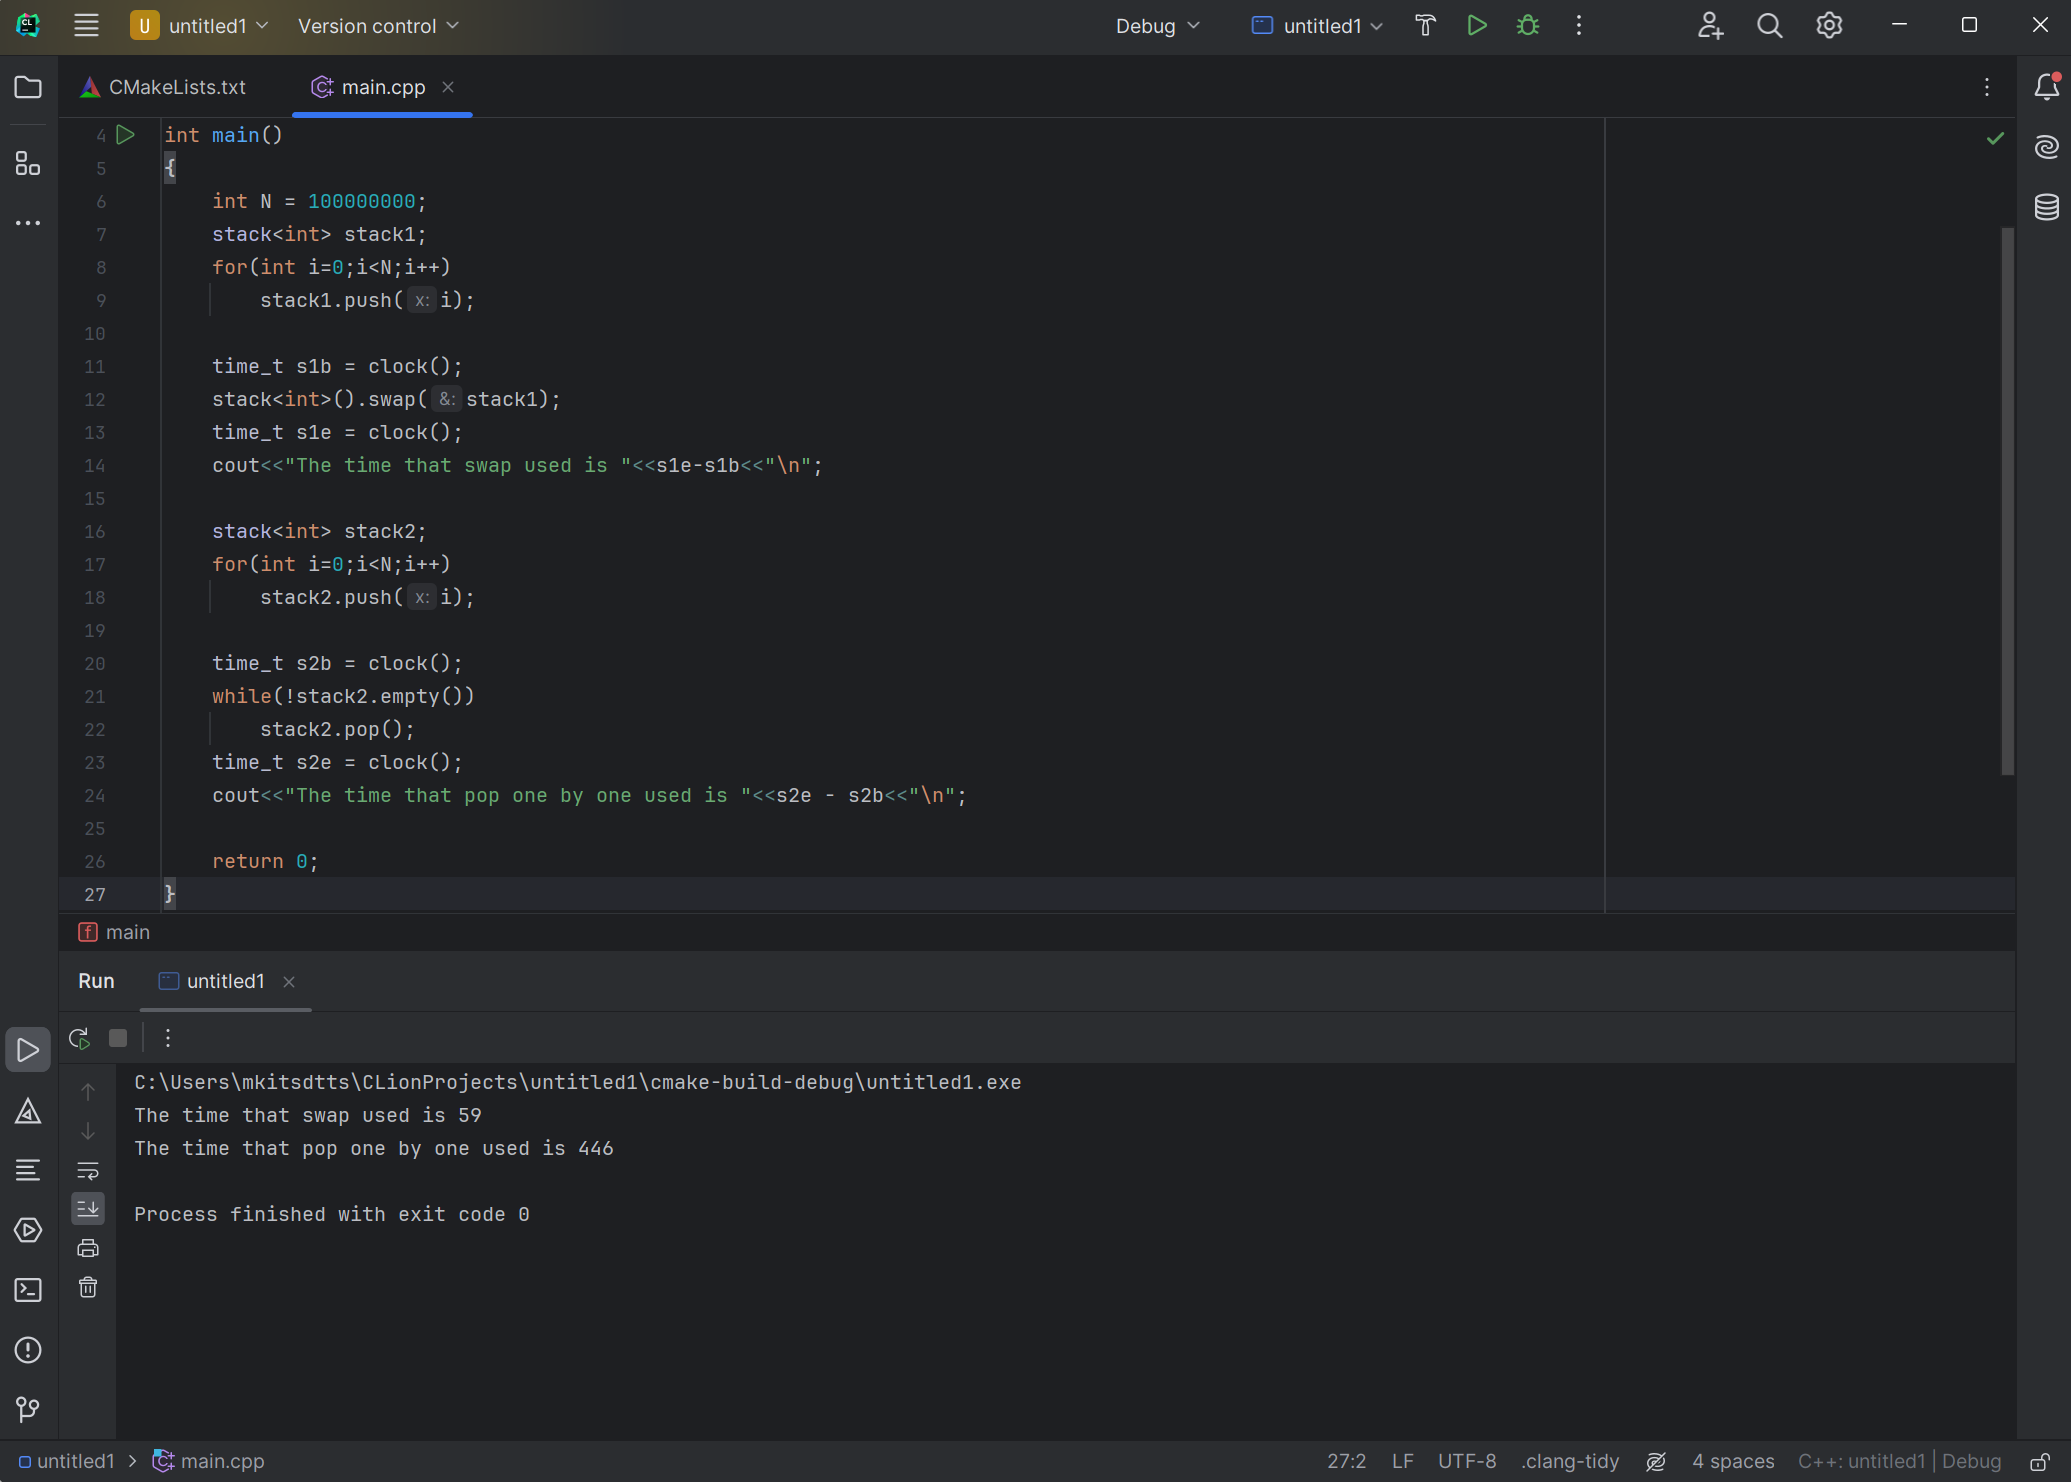 U untitled1 Version control Debug untitled1
CMakeLists.txt main.cpp
4 int main()
5 {
6 int N = 100000000;
7 stack<int> stack1;
8 for(int i=0;i<N;i++)
9 stack1.push( x: i);
10
11 time_t s1b = clock();
12 stack<int>().swap( &: stack1);
13 time_t s1e = clock();
14 cout<<"The time that swap used is "<<s1e-s1b<<"\n";
15
16 stack<int> stack2;
17 for(int i=0;i<N;i++)
18 stack2.push( x: i);
19
20 time_t s2b = clock();
21 while(!stack2.empty())
22 stack2.pop();
23 time_t s2e = clock();
24 cout<<"The time that pop one by one used is "<<s2e - s2b<<"\n";
25
26 return 0;
27 }
f main
Run untitled1
C:\Users\mkitsdtts\CLionProjects\untitled1\cmake-build-debug\untitled1.exe
The time that swap used is 59
The time that pop one by one used is 446
Process finished with exit code 0
untitled1 > main.cpp 27:2 LF UTF-8 .clang-tidy 4 spaces C++: untitled1 | Debug